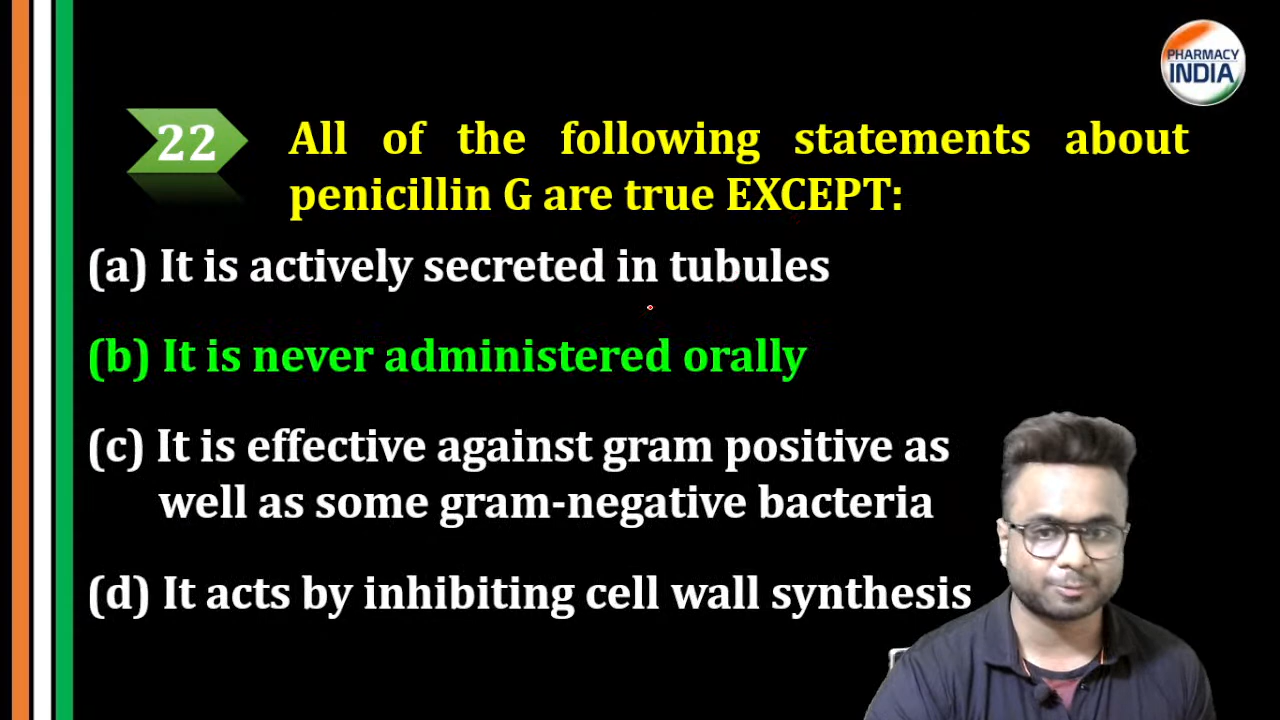 PHARMACY
INDIA
22
All of the following statements about
penicillin G are true EXCEPT:
(a) It is actively secreted in tubules
(b) It is never administered orally
(c) It is effective against gram positive as
well as some gram-negative bacteria
(d) It acts by inhibiting cell wall synthesis